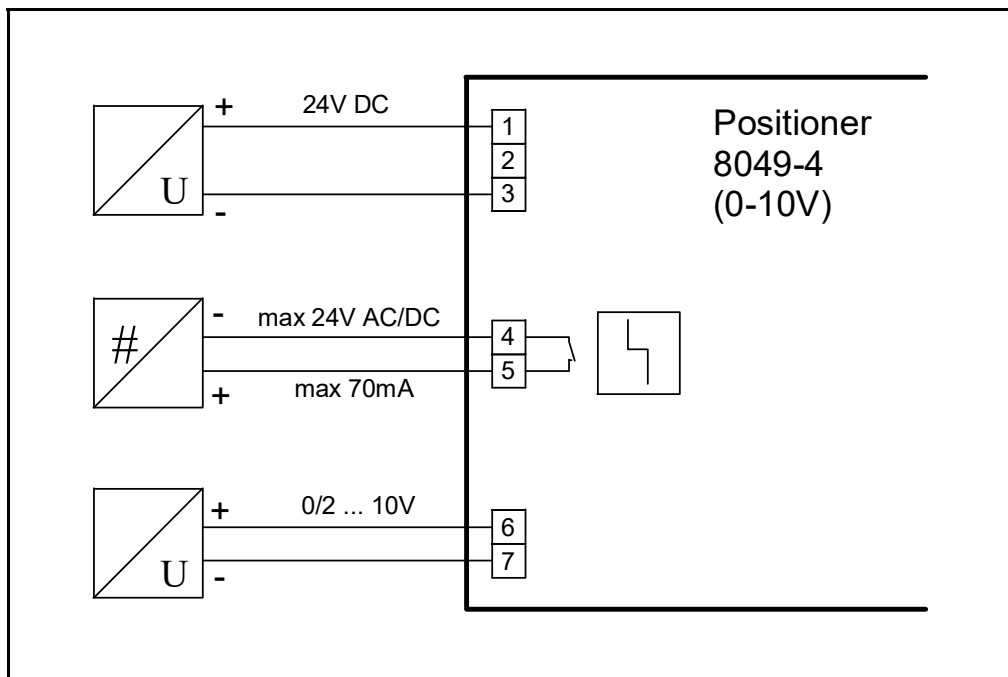 + 24V DC
U
-
1
2
3
Positioner
8049-4
(0-10V)
#
- max 24V AC/DC
+ max 70mA
4
5
+ 0/2 ... 10V
U
-
6
7